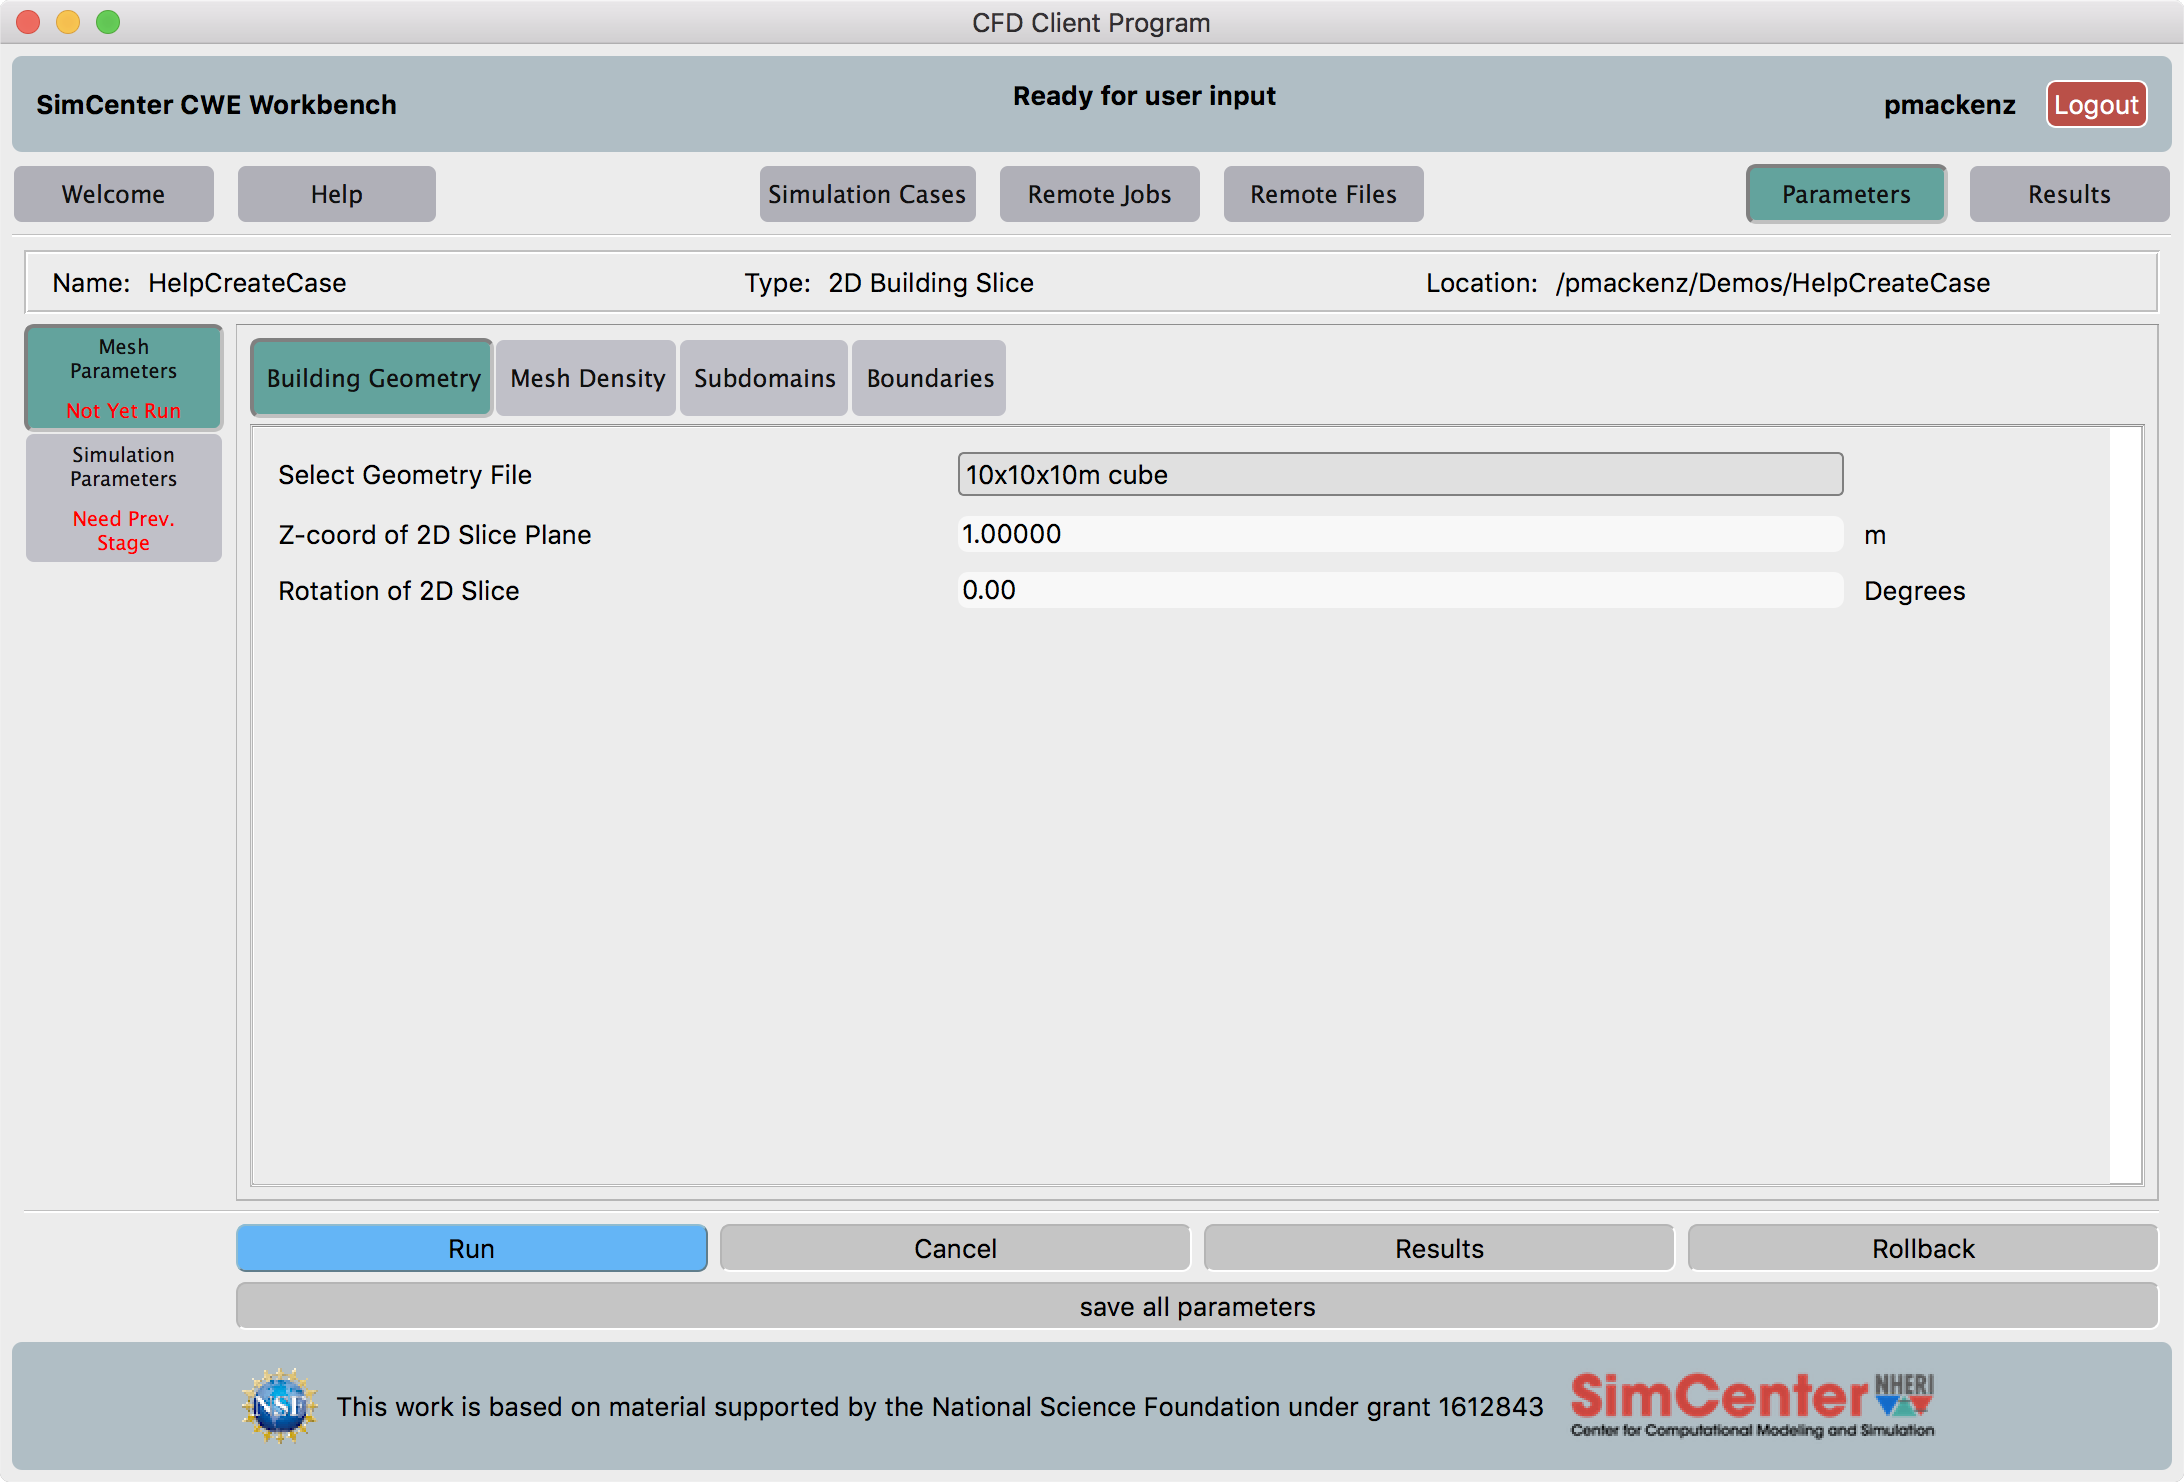 CFD Client Program
SimCenter CWE Workbench
Ready for user input
pmackenz
Logout
Welcome
Help
Simulation Cases
Remote Jobs
Remote Files
Parameters
Results
Name: HelpCreateCase
Type: 2D Building Slice
Location: /pmackenz/Demos/HelpCreateCase
Mesh
Parameters
Not Yet Run
Simulation
Parameters
Need Prev.
Stage
Building Geometry
Mesh Density
Subdomains
Boundaries
Select Geometry File
10x10x10m cube
Z-coord of 2D Slice Plane
1.00000
m
Rotation of 2D Slice
0.00
Degrees
Run
Cancel
Results
Rollback
save all parameters
NSF
This work is based on material supported by the National Science Foundation under grant 1612843
SimCenter
NHERI
Center for Computational Modeling and Simulation